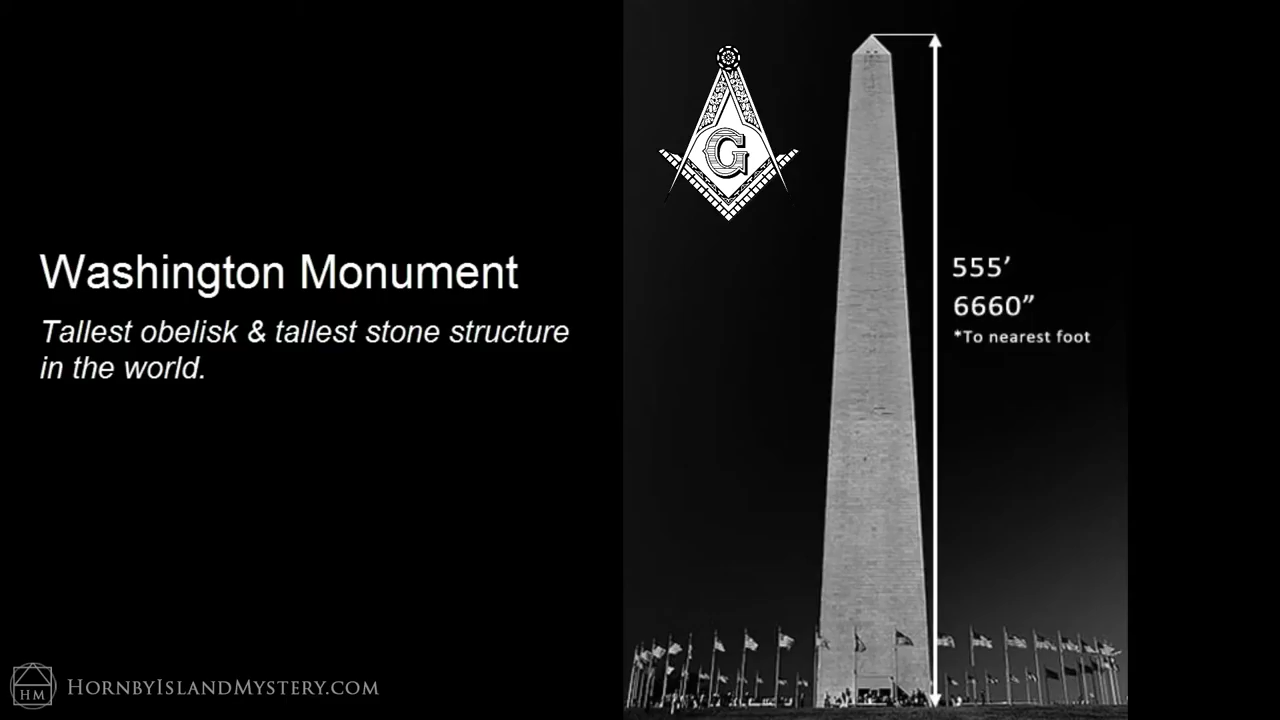 Washington Monument
Tallest obelisk & tallest stone structure
in the world.
G
555’
6660”
*To nearest foot
HM
HornbyIslandMystery.com